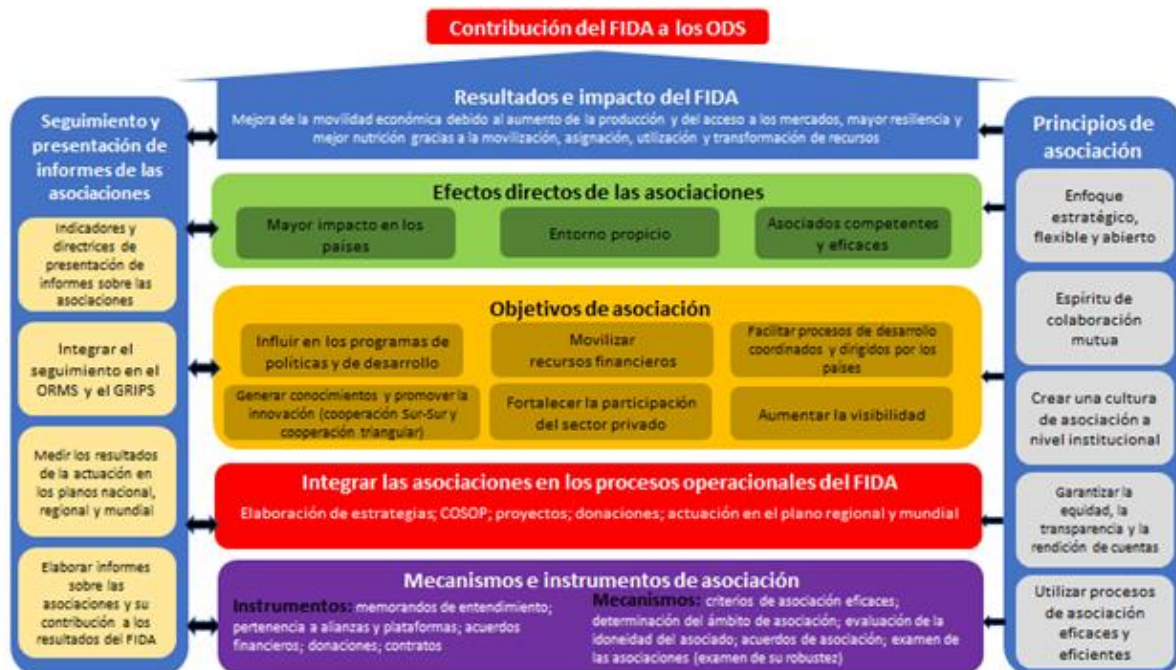 Contribución del FIDA a los ODS
Resultados e impacto del FIDA
Mejora de la movilidad económica debido al aumento de la producción y del acceso a los mercados, mayor resiliencia y
mejor nutrición gracias a la movilización, asignación, utilización y transformación de recursos
Seguimiento y
presentación de
informes de las
asociaciones
Indicadores y
directrices de
presentación de
informes sobre las
asociaciones
Integrar el
seguimiento en el
ORMS y el GRIPS
Medir los resultados
de la actuación en
los planos nacional,
regional y mundial
Elaborar informes
sobre las
asociaciones y su
contribución a los
resultados del FIDA
Efectos directos de las asociaciones
Mayor impacto en los
países
Entorno propicio
Asociados competentes
y eficaces
Objetivos de asociación
Influir en los programas de
políticas y de desarrollo
Movilizar
recursos financieros
Facilitar procesos de desarrollo
coordinados y dirigidos por los
países
Generar conocimientos y promover la
innovación (cooperación Sur-Sur y
cooperación triangular)
Fortalecer la participación
del sector privado
Aumentar la visibilidad
Integrar las asociaciones en los procesos operacionales del FIDA
Elaboración de estrategias; COSOP; proyectos; donaciones; actuación en el plano regional y mundial
Mecanismos e instrumentos de asociación
Instrumentos: memorandos de entendimiento;
pertenencia a alianzas y plataformas; acuerdos
financieros; donaciones; contratos
Mecanismos: criterios de asociación eficaces;
determinación del ámbito de asociación; evaluación de la
idoneidad del asociado; acuerdos de asociación; examen de
las asociaciones (examen de su robustez)
Principios de
asociación
Enfoque
estratégico,
flexible y abierto
Espíritu de
colaboración
mutua
Crear una cultura
de asociación a
nivel institucional
Garantizar la
equidad, la
transparencia y la
rendición de cuentas
Utilizar procesos
de asociación
eficaces y
eficientes